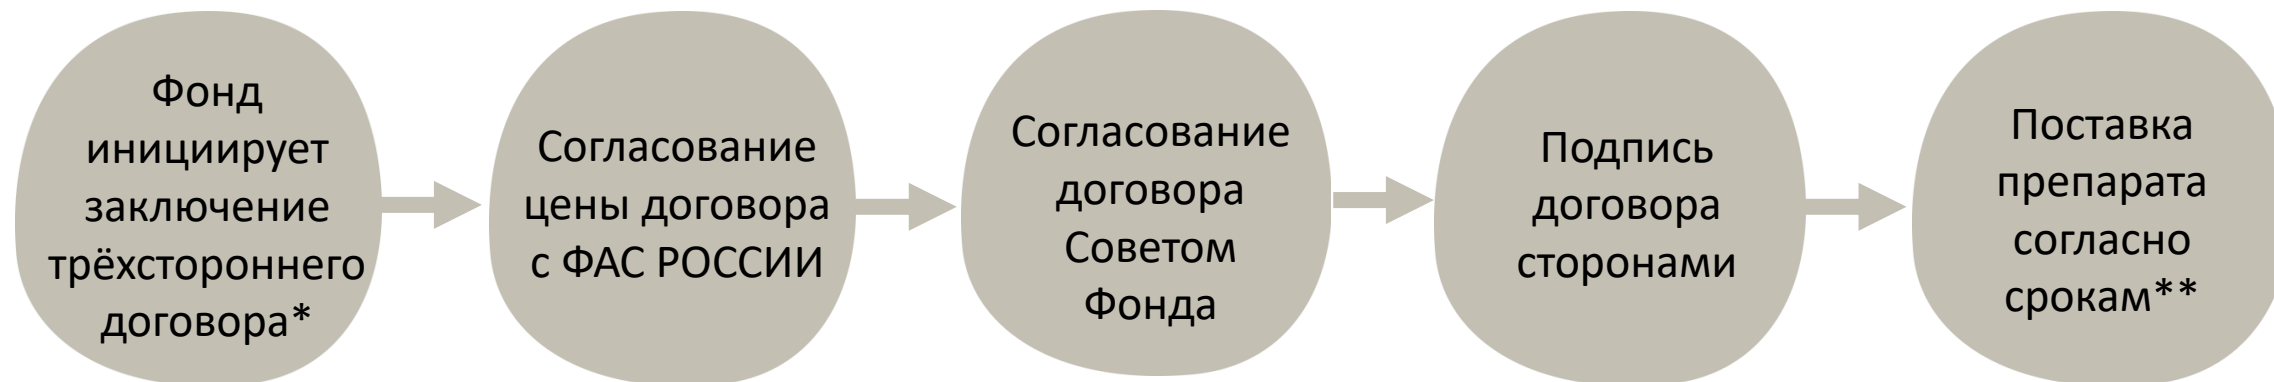 Фонд
инициирует
заключение
трёхстороннего
договора*
Согласование
цены договора
с ФАС РОССИИ
Согласование
договора
Советом
Фонда
Подпись
договора
сторонами
Поставка
препарата
согласно
срокам**